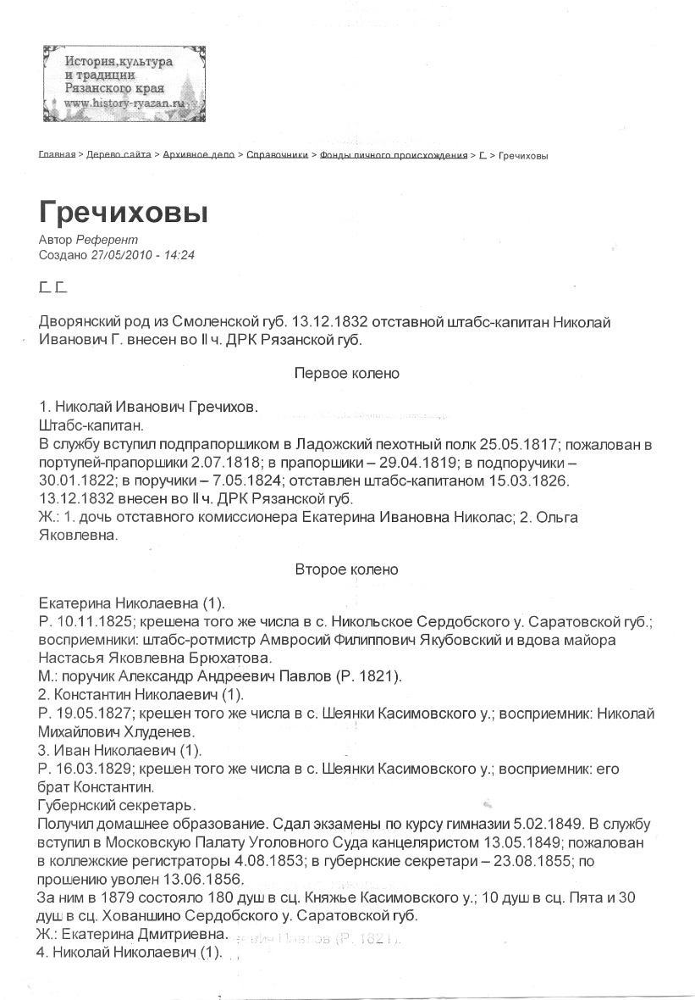 История,культура
и традиции
Рязанского края
www.history-ryazan.ru
Главная > Дерево сайта > Архивное дело > Справочники > Фонды личного происхождения > Г > Гречиховы
Гречиховы
Автор Референт
Создано 27/05/2010 - 14:24
Г Г
Дворянский род из Смоленской губ. 13.12.1832 отставной штабс-капитан Николай
Иванович Г. внесен во II ч. ДРК Рязанской губ.
Первое колено
1. Николай Иванович Гречихов.
Штабс-капитан.
В службу вступил подпрапорщиком в Ладожский пехотный полк 25.05.1817; пожалован в
портупей-прапорщики 2.07.1818; в прапорщики – 29.04.1819; в подпоручики –
30.01.1822; в поручики – 7.05.1824; отставлен штабс-капитаном 15.03.1826.
13.12.1832 внесен во II ч. ДРК Рязанской губ.
Ж.: 1. дочь отставного комиссионера Екатерина Ивановна Николас; 2. Ольга
Яковлевна.
Второе колено
Екатерина Николаевна (1).
Р. 10.11.1825; крещена того же числа в с. Никольское Сердобского у. Саратовской губ.;
восприемники: штабс-ротмистр Амвросий Филиппович Якубовский и вдова майора
Настасья Яковлевна Брюхатова.
М.: поручик Александр Андреевич Павлов (Р. 1821).
2. Константин Николаевич (1).
Р. 19.05.1827; крещен того же числа в с. Шеянки Касимовского у.; восприемник: Николай
Михайлович Хлуденев.
3. Иван Николаевич (1).
Р. 16.03.1829; крещен того же числа в с. Шеянки Касимовского у.; восприемник: его
брат Константин.
Губернский секретарь.
Получил домашнее образование. Сдал экзамены по курсу гимназии 5.02.1849. В службу
вступил в Московскую Палату Уголовного Суда канцеляристом 13.05.1849; пожалован
в коллежские регистраторы 4.08.1853; в губернские секретари – 23.08.1855; по
прошению уволен 13.06.1856.
За ним в 1879 состояло 180 душ в сц. Княжье Касимовского у.; 10 душ в сц. Пята и 30
душ в сц. Хованшино Сердобского у. Саратовской губ.
Ж.: Екатерина Дмитриевна.
4. Николай Николаевич (1).